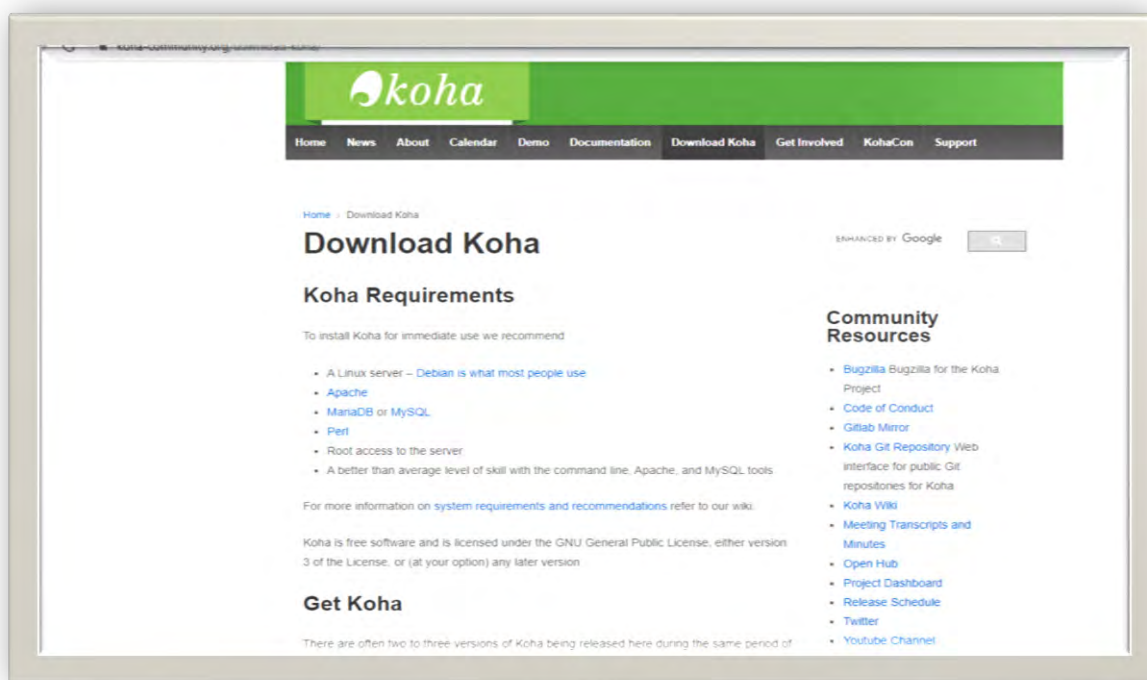 koha-community.org/download-koha/
koha
Home News About Calendar Demo Documentation Download Koha Get Involved KohaCon Support
Home › Download Koha
Download Koha
Koha Requirements
To install Koha for immediate use we recommend
• A Linux server – Debian is what most people use
• Apache
• MariaDB or MySQL
• Perl
• Root access to the server
• A better than average level of skill with the command line, Apache, and MySQL tools
For more information on system requirements and recommendations refer to our wiki.
Koha is free software and is licensed under the GNU General Public License, either version
3 of the License, or (at your option) any later version
Get Koha
There are often two to three versions of Koha being released here during the same period of
ENHANCED BY Google
Community
Resources
• Bugzilla Bugzilla for the Koha
Project
• Code of Conduct
• Gitlab Mirror
• Koha Git Repository Web
interface for public Git
repositories for Koha
• Koha Wiki
• Meeting Transcripts and
Minutes
• Open Hub
• Project Dashboard
• Release Schedule
• Twitter
• Youtube Channel